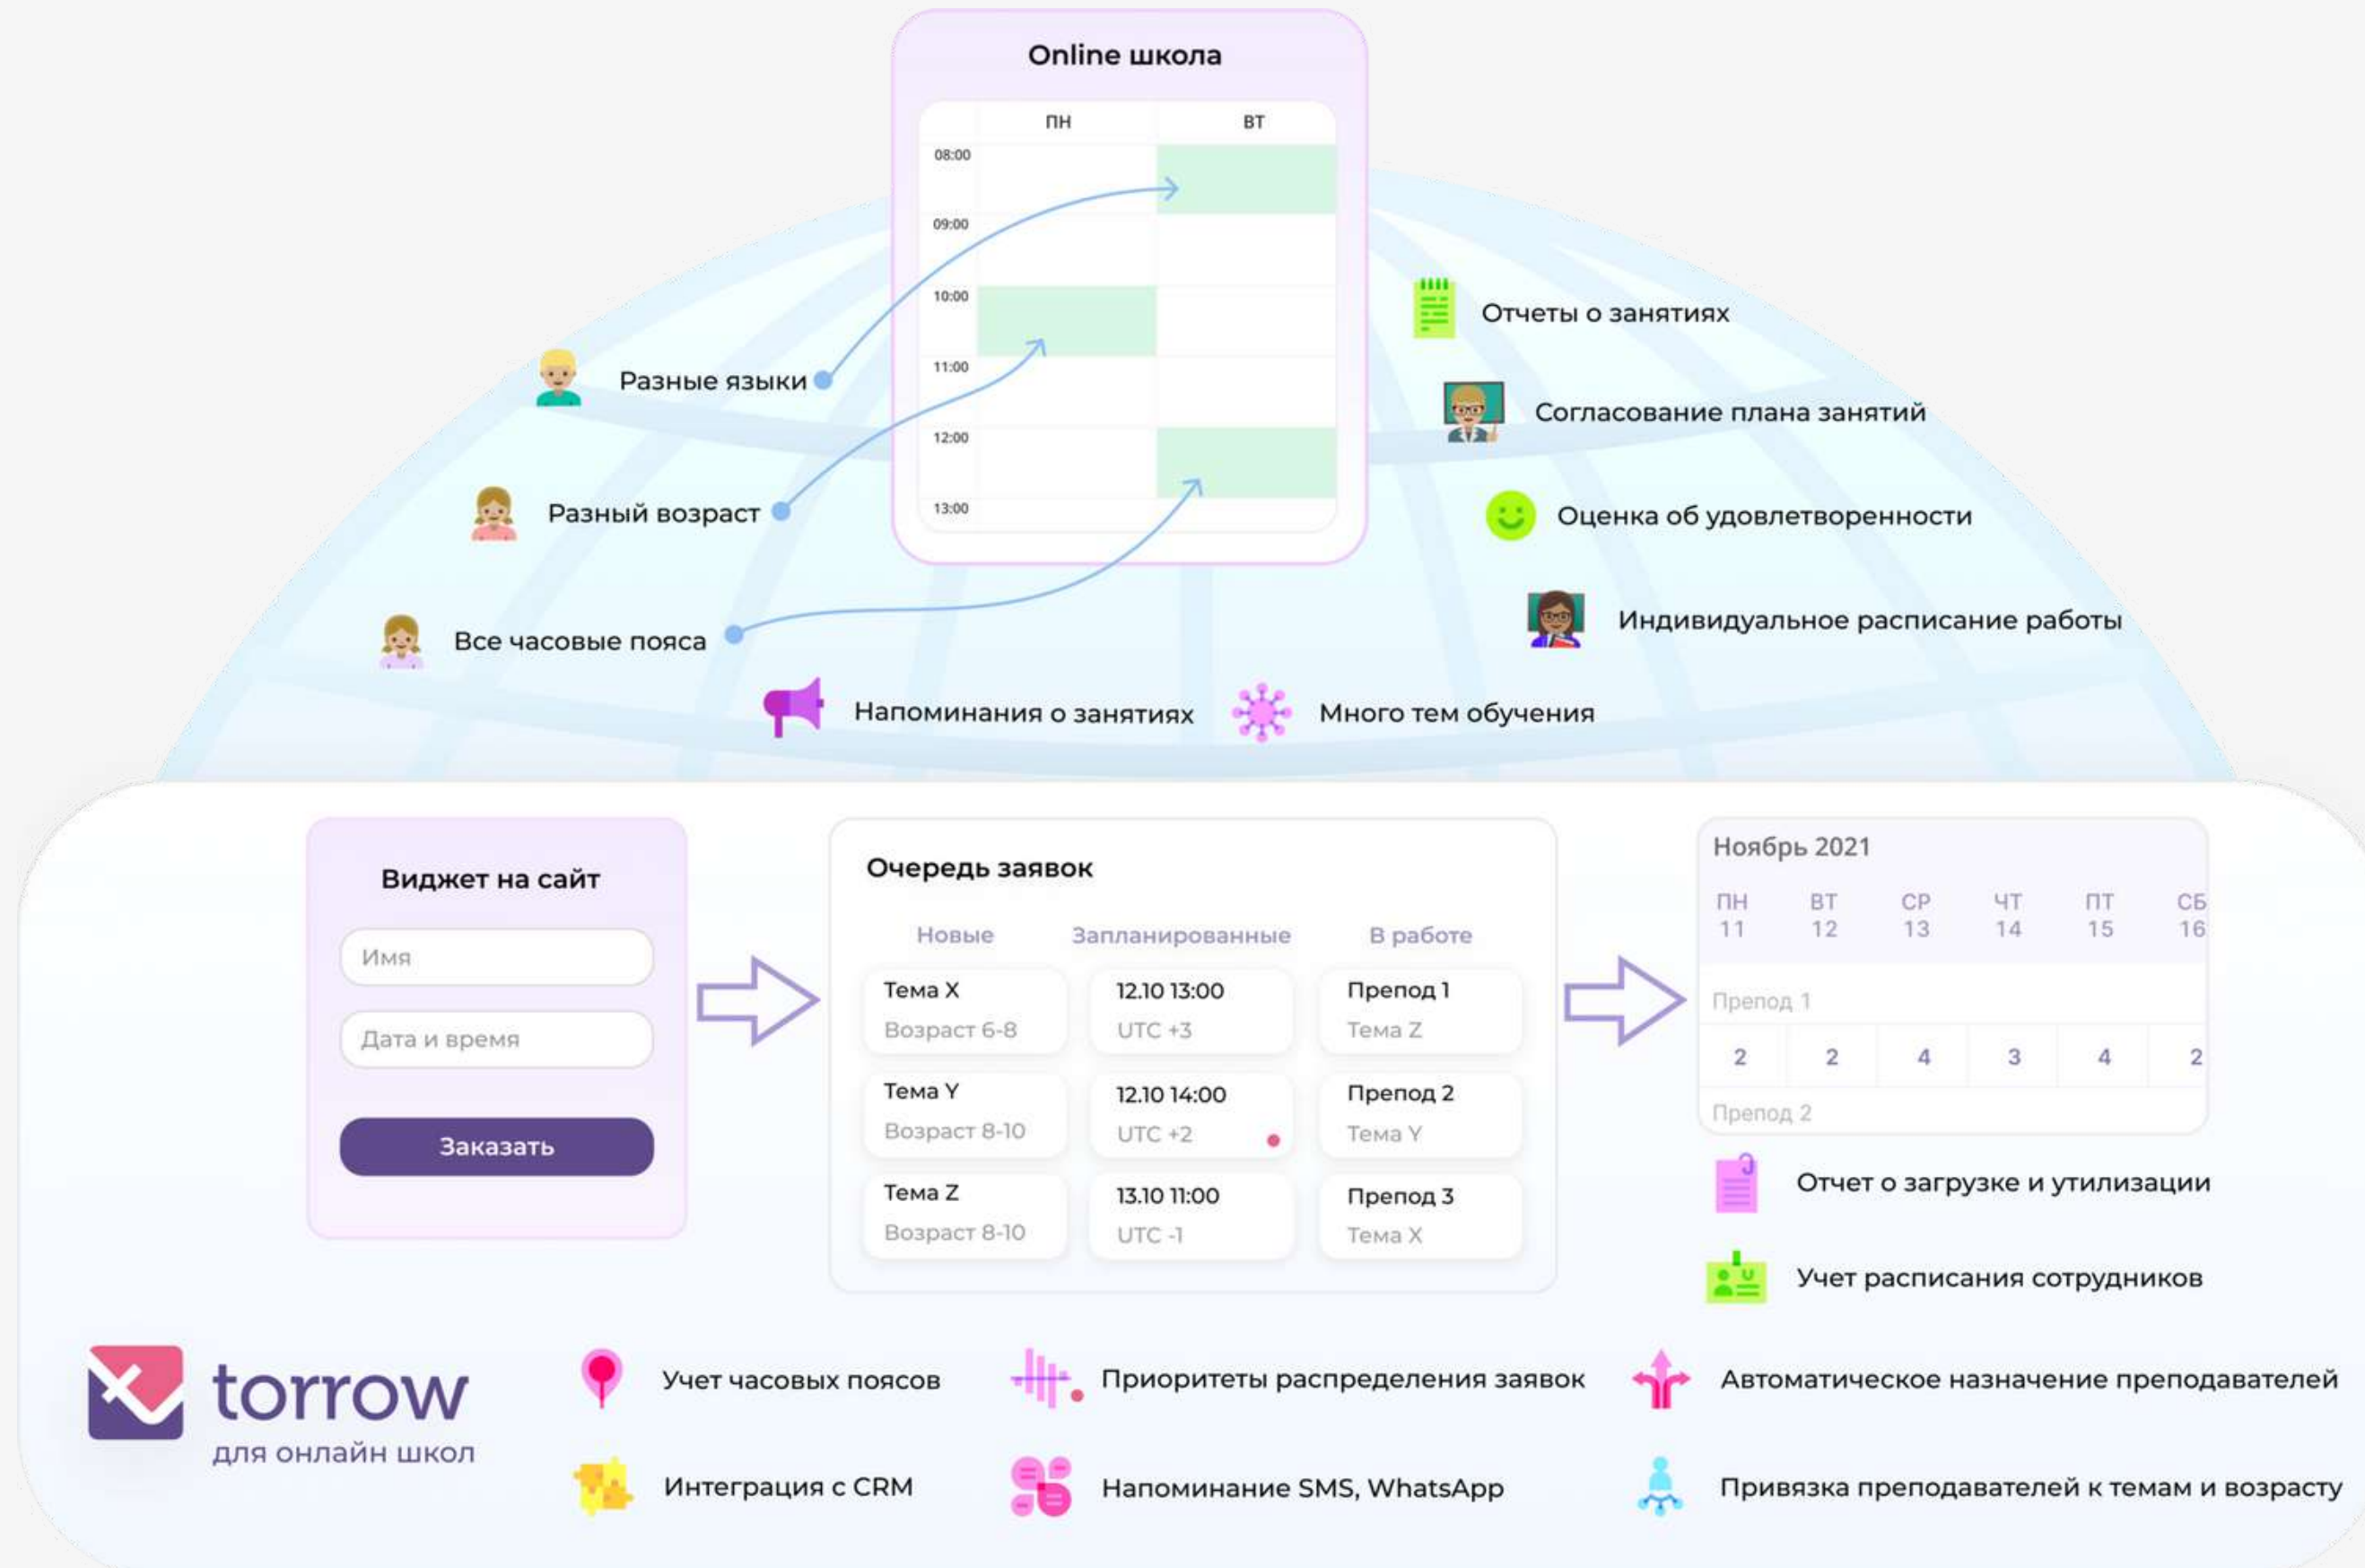 Online школа
ПН ВТ
08:00
09:00
10:00
11:00
12:00
13:00
Разные языки
Разный возраст
Все часовые пояса
Отчеты о занятиях
Согласование плана занятий
Оценка об удовлетворенности
Индивидуальное расписание работы
Напоминания о занятиях
Много тем обучения
Виджет на сайт
Имя
Дата и время
Заказать
Очередь заявок
Новые Запланированные В работе
Тема X 12.10 13:00 Препод 1
Возраст 6-8 UTC +3 Тема Z
Тема Y 12.10 14:00 Препод 2
Возраст 8-10 UTC +2 Тема Y
Тема Z 13.10 11:00 Препод 3
Возраст 8-10 UTC -1 Тема X
Ноябрь 2021
ПН ВТ СР ЧТ ПТ СБ
11 12 13 14 15 16
Препод 1
2 2 4 3 4 2
Препод 2
Отчет о загрузке и утилизации
Учет расписания сотрудников
torrow
для онлайн школ
Учет часовых поясов
Приоритеты распределения заявок
Автоматическое назначение преподавателей
Интеграция с CRM
Напоминание SMS, WhatsApp
Привязка преподавателей к темам и возрасту